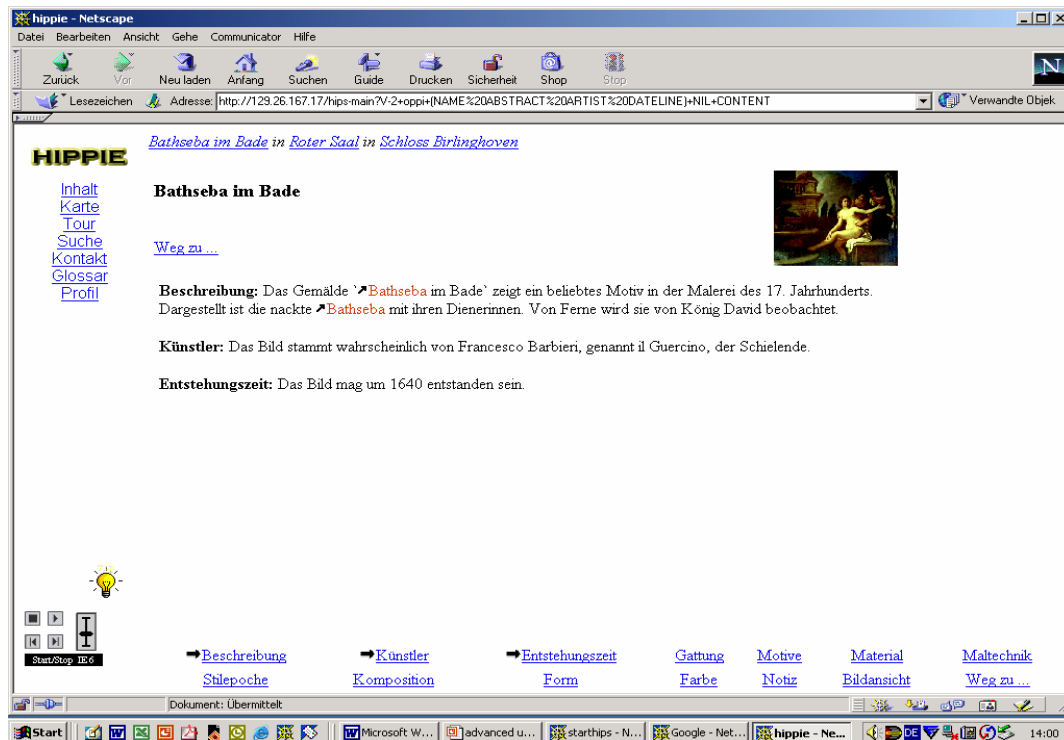 hippie - Netscape
Datei Bearbeiten Ansicht Gehe Communicator Hilfe
Zurück Vor Neu laden Anfang Suchen Guide Drucken Sicherheit Shop Stop
N
Lesezeichen Adresse: http://129.26.167.17/hips-main?V-2+oppi+(NAME%20ABSTRACT%20ARTIST%20DATELINE)+NIL+CONTENT Verwandte Objek
Bathseba im Bade in Roter Saal in Schloss Birlinghoven
HIPPIE
Inhalt
Karte
Tour
Suche
Kontakt
Glossar
Profil
Bathseba im Bade
Weg zu ...
Beschreibung: Das Gemälde `Bathseba im Bade` zeigt ein beliebtes Motiv in der Malerei des 17. Jahrhunderts.
Dargestellt ist die nackte Bathseba mit ihren Dienerinnen. Von Ferne wird sie von König David beobachtet.
Künstler: Das Bild stammt wahrscheinlich von Francesco Barbieri, genannt il Guercino, der Schielende.
Entstehungszeit: Das Bild mag um 1640 entstanden sein.
Start/Stop IE6
Beschreibung Künstler Entstehungszeit Gattung Motive Material Maltechnik
Stilepoche Komposition Form Farbe Notiz Bildansicht Weg zu ...
Dokument: Übermittelt
Start Microsoft W... advanced u... starthips - N... Google - Net... hippie - Ne... DE 14:00